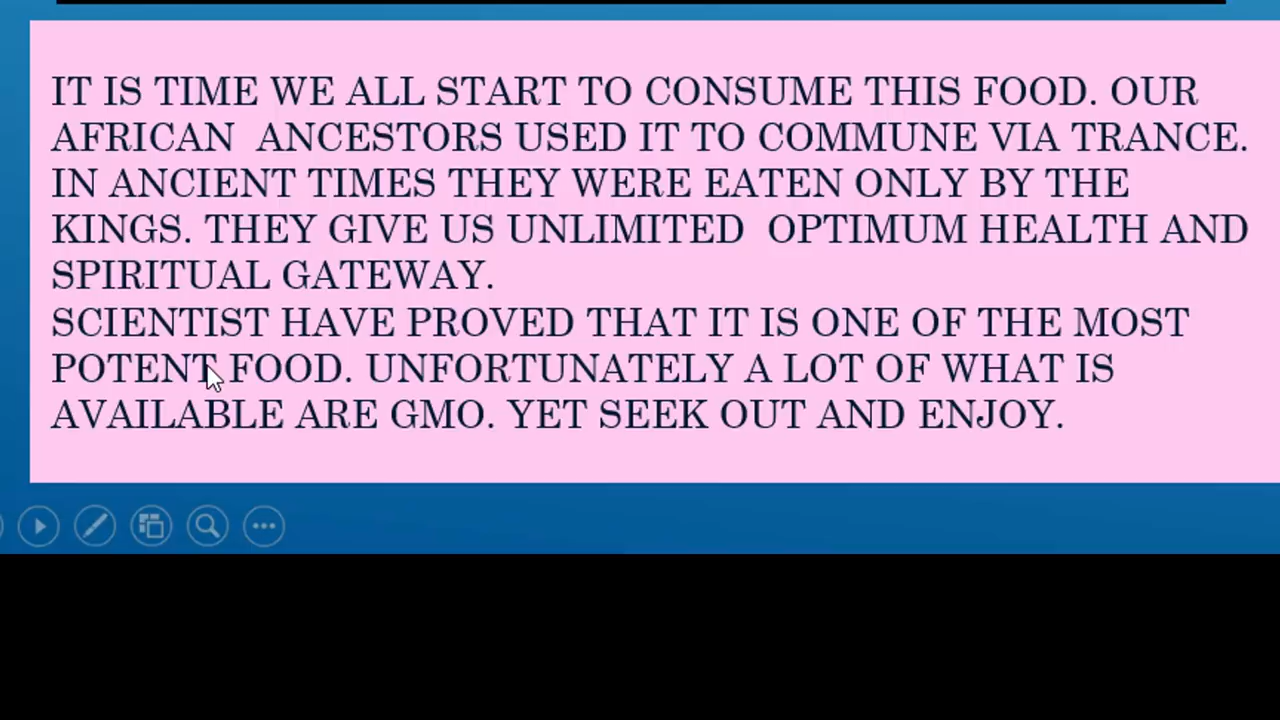 IT IS TIME WE ALL START TO CONSUME THIS FOOD. OUR
AFRICAN  ANCESTORS USED IT TO COMMUNE VIA TRANCE.
IN ANCIENT TIMES THEY WERE EATEN ONLY BY THE
KINGS. THEY GIVE US UNLIMITED  OPTIMUM HEALTH AND
SPIRITUAL GATEWAY.
SCIENTIST HAVE PROVED THAT IT IS ONE OF THE MOST
POTENT FOOD. UNFORTUNATELY A LOT OF WHAT IS
AVAILABLE ARE GMO. YET SEEK OUT AND ENJOY.